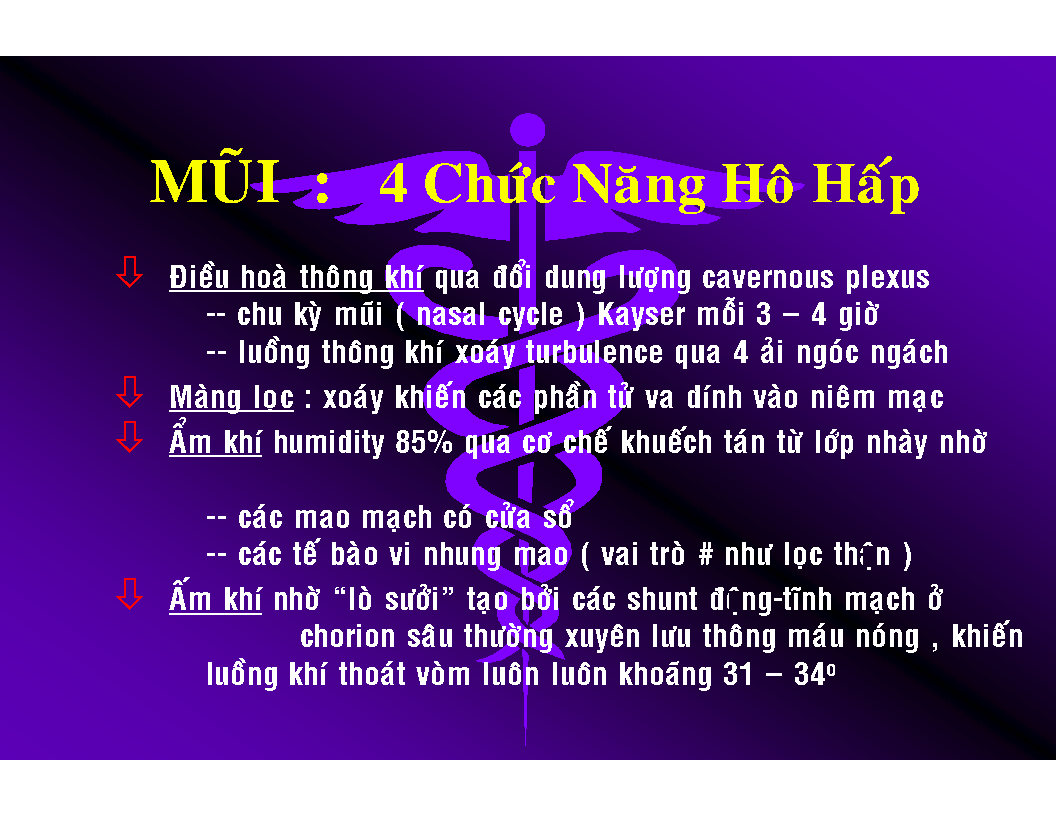 MŨI : 4 Chức Năng Hô Hấp
Điều hoà thông khí qua đổi dung lượng cavernous plexus
-- chu kỳ mũi ( nasal cycle ) Kayser mỗi 3 – 4 giờ
-- luồng thông khí xoáy turbulence qua 4 ải ngóc ngách
Màng lọc : xoáy khiến các phần tử va dính vào niêm mạc
Ẩm khí humidity 85% qua cơ chế khuếch tán từ lớp nhày nhờ
-- các mao mạch có cửa sổ
-- các tế bào vi nhung mao ( vai trò # như lọc thận )
Ấm khí nhờ “lò sưởi” tạo bởi các shunt động-tĩnh mạch ở
chorion sâu thường xuyên lưu thông máu nóng , khiến
luồng khí thoát vòm luôn luôn khoãng 31 – 34º